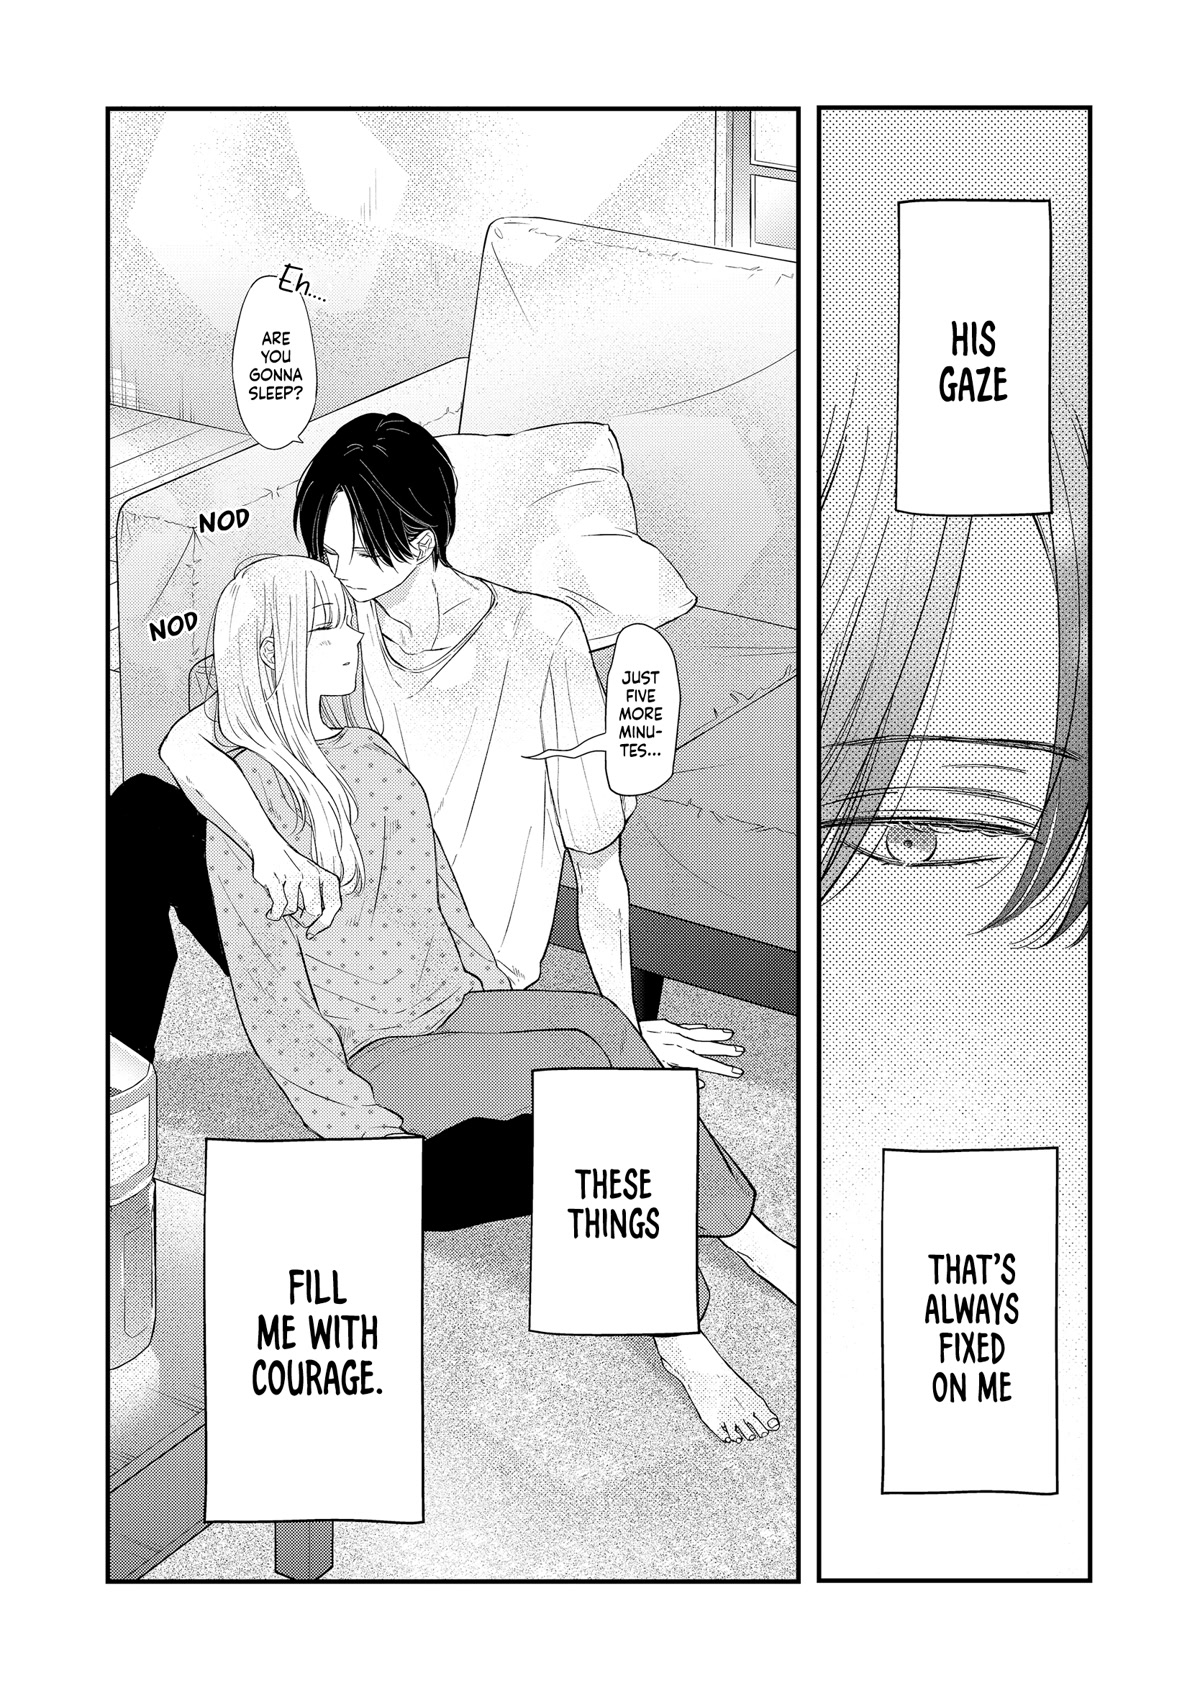 HIS
GAZE
THAT'S
ALWAYS
FIXED
ON ME
Eh....
ARE
YOU
GONNA
SLEEP?
NOD
NOD
JUST
FIVE
MORE
MINU-
TES...
THESE
THINGS
FILL
ME WITH
COURAGE.